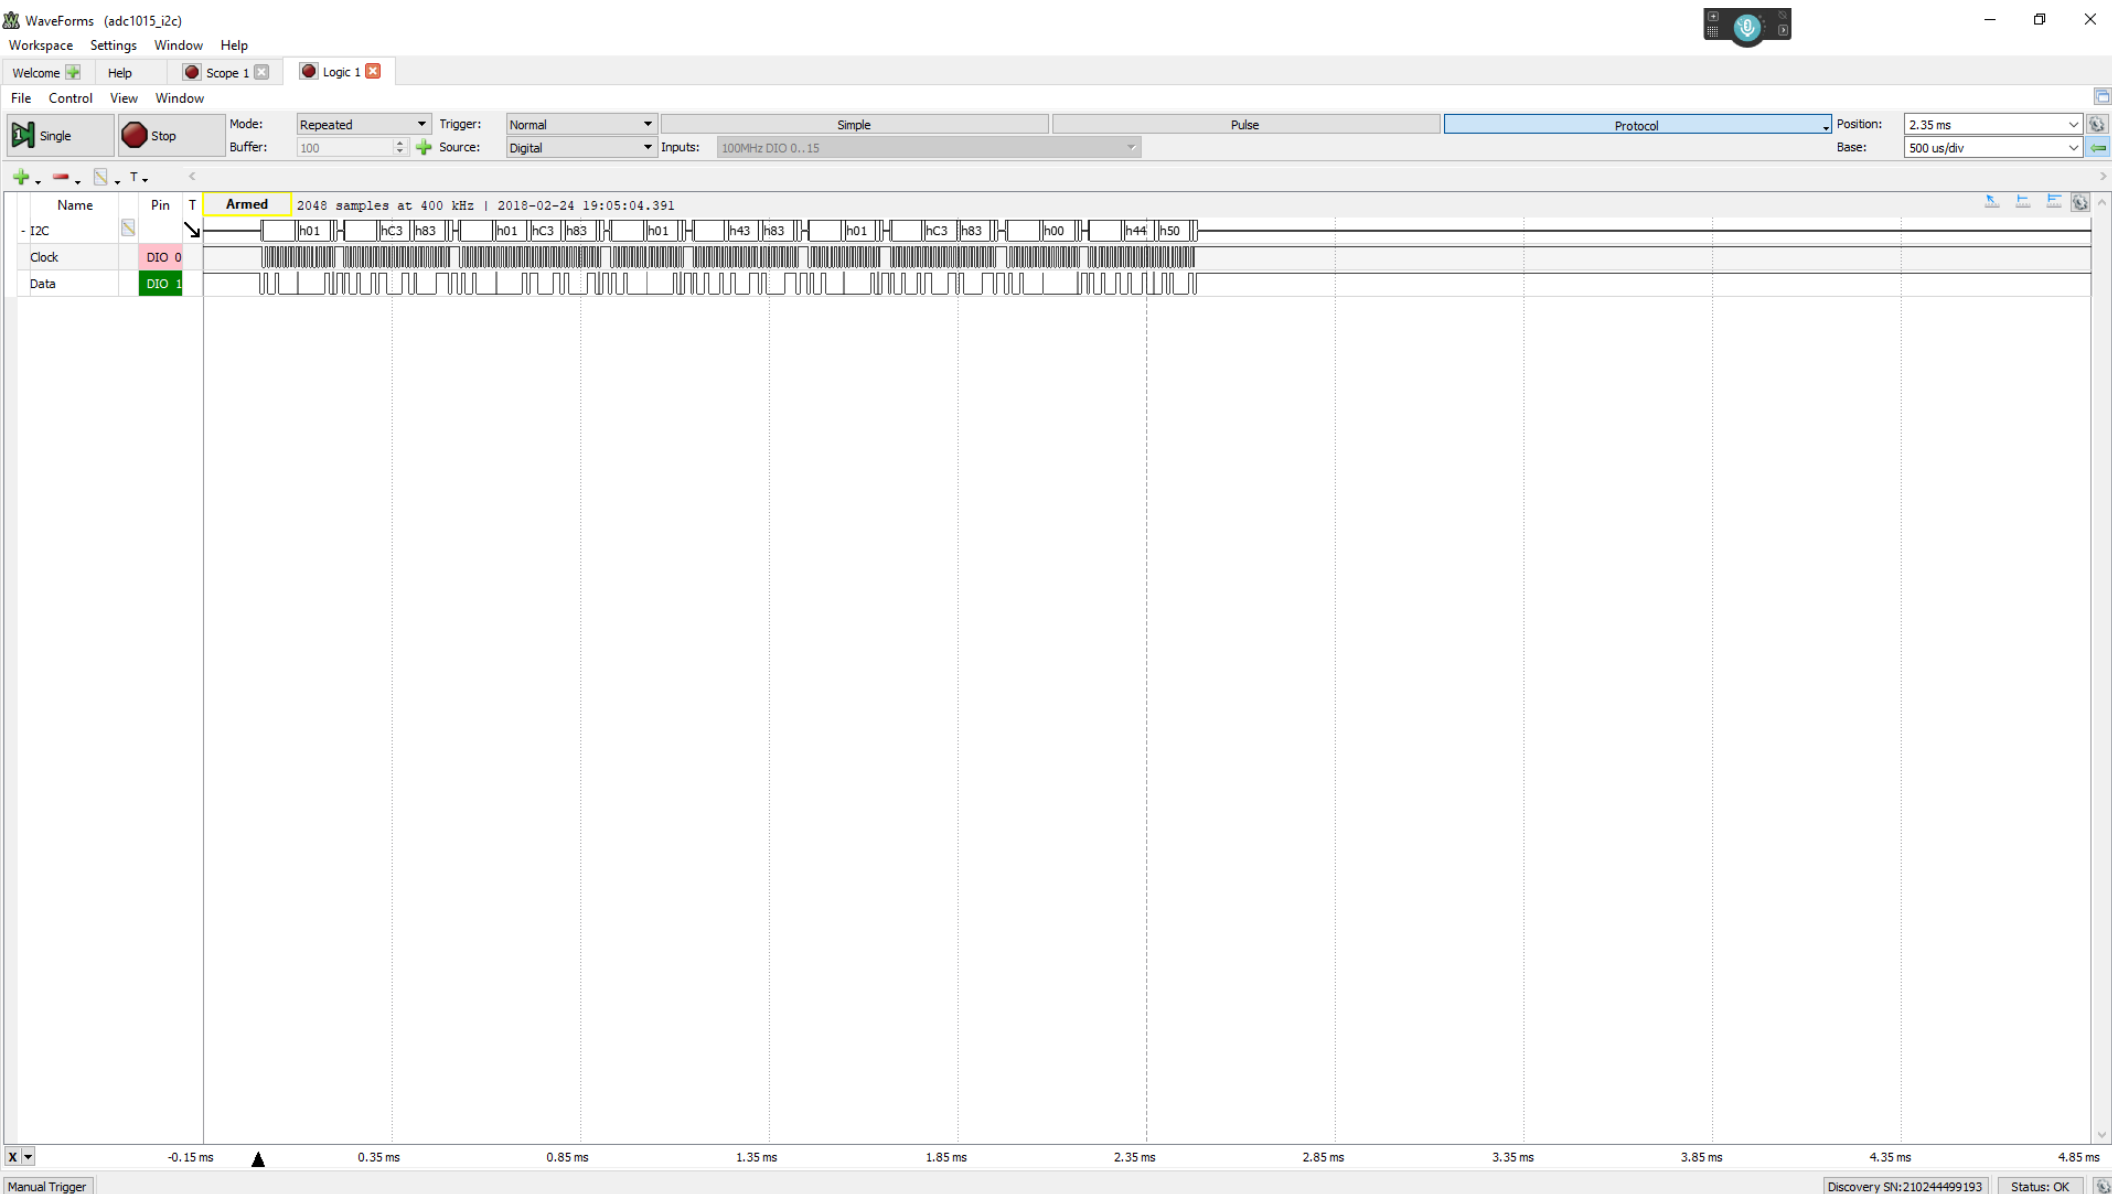 WaveForms (adc1015_i2c)
Workspace Settings Window Help
Welcome Help Scope 1 Logic 1
File Control View Window
Single Stop Mode: Repeated Trigger: Normal Simple Pulse Protocol Position: 2.35 ms
Buffer: 100 Source: Digital Inputs: 100MHz DIO 0..15 Base: 500 us/div
T
Name Pin T Armed 2048 samples at 400 kHz | 2018-02-24 19:05:04.391
- I2C h01 hC3 h83 h01 hC3 h83 h01 h43 h83 h01 hC3 h83 h00 h44 h50
Clock DIO 0
Data DIO 1
X -0.15 ms 0.35 ms 0.85 ms 1.35 ms 1.85 ms 2.35 ms 2.85 ms 3.35 ms 3.85 ms 4.35 ms 4.85 ms
Manual Trigger Discovery SN:210244499193 Status: OK